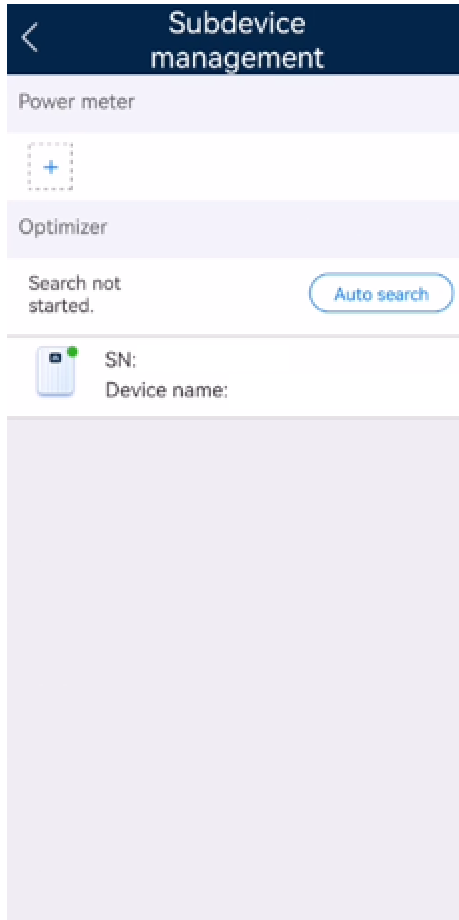 Subdevice
management
Power meter
+
Optimizer
Search not
started.
Auto search
SN:
Device name: